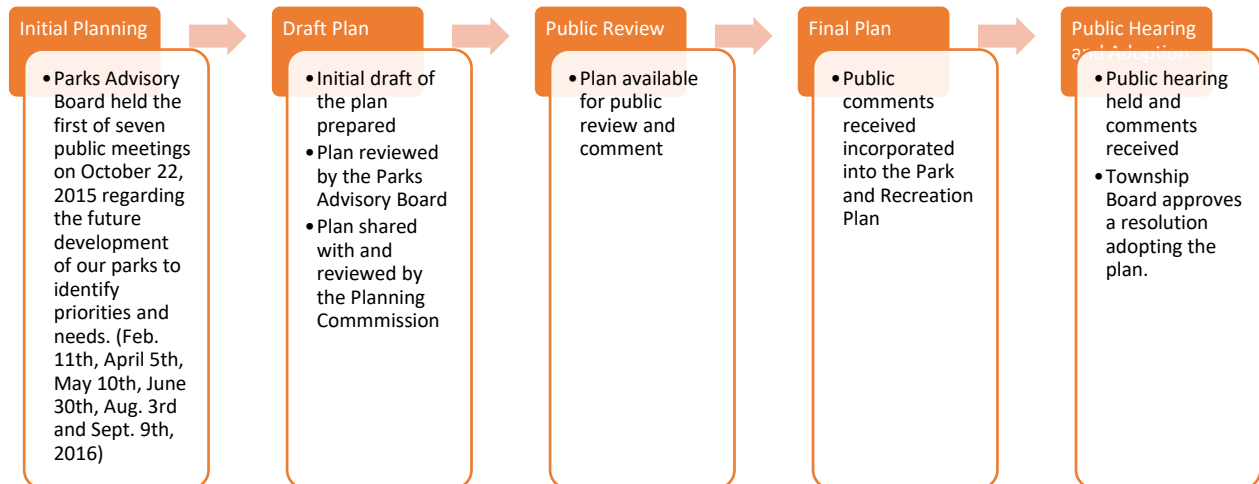 Initial Planning
• Parks Advisory
Board held the
first of seven
public meetings
on October 22,
2015 regarding
the future
development
of our parks to
identify
priorities and
needs. (Feb.
11th, April 5th,
May 10th, June
30th, Aug. 3rd
and Sept. 9th,
2016)
Draft Plan
• Initial draft of
the plan
prepared
• Plan reviewed
by the Parks
Advisory Board
• Plan shared
with and
reviewed by
the Planning
Commmission
Public Review
• Plan available
for public
review and
comment
Final Plan
• Public
comments
received
incorporated
into the Park
and Recreation
Plan
Public Hearing
and Adoption
• Public hearing
held and
comments
received
• Township
Board approves
a resolution
adopting the
plan.